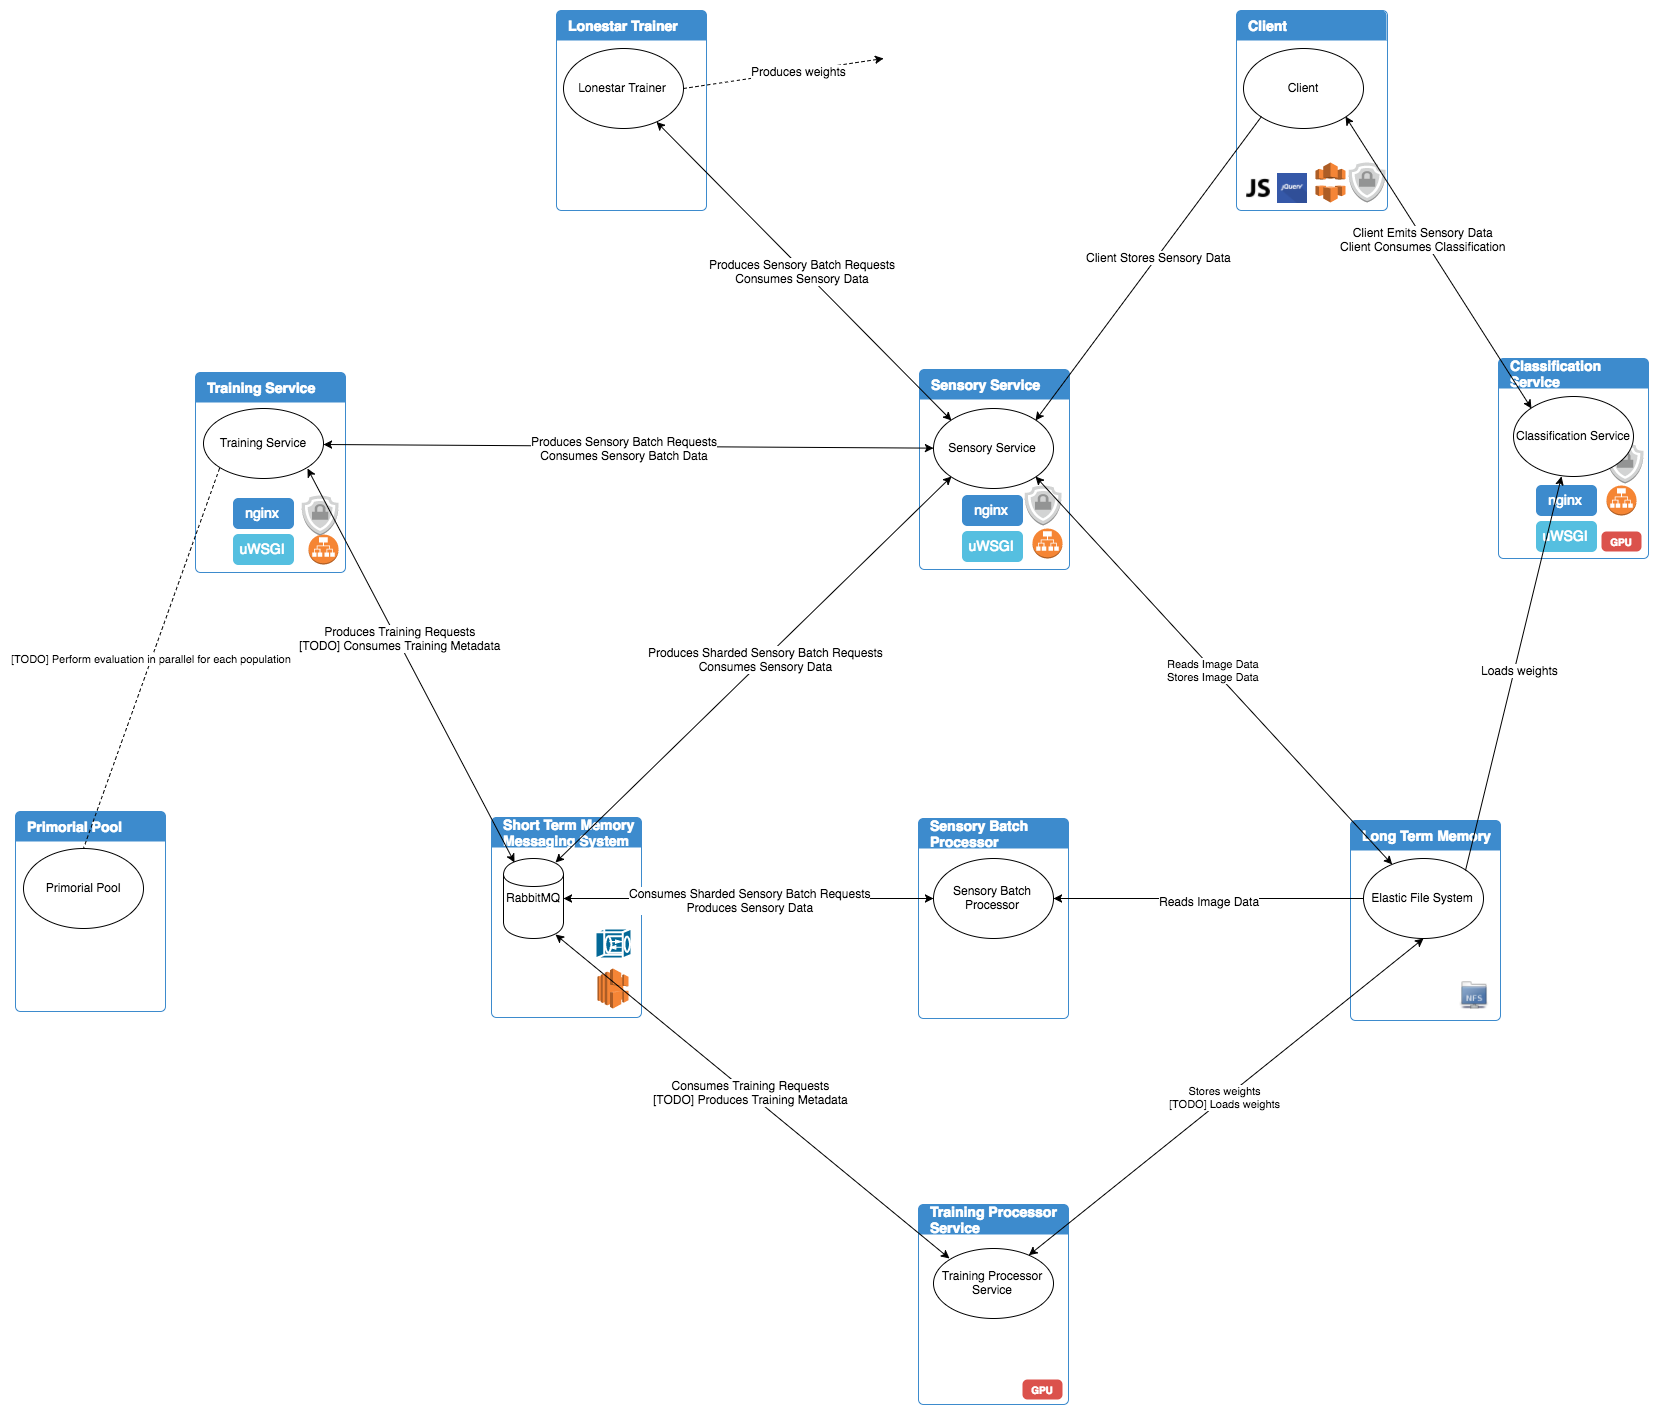 Lonestar Trainer
Lonestar Trainer
Produces weights
Client
Client
JS
jQuery
Client Emits Sensory Data
Client Consumes Classification
Client Stores Sensory Data
Produces Sensory Batch Requests
Consumes Sensory Data
Training Service
Training Service
nginx
uWSGI
Produces Sensory Batch Requests
Consumes Sensory Batch Data
Sensory Service
Sensory Service
nginx
uWSGI
Classification
Service
Classification Service
nginx
uWSGI
GPU
Produces Training Requests
[TODO] Consumes Training Metadata
[TODO] Perform evaluation in parallel for each population
Produces Sharded Sensory Batch Requests
Consumes Sensory Data
Reads Image Data
Stores Image Data
Loads weights
Primorial Pool
Primorial Pool
Short Term Memory
Messaging System
RabbitMQ
Consumes Sharded Sensory Batch Requests
Produces Sensory Data
Sensory Batch
Processor
Sensory Batch
Processor
Reads Image Data
Long Term Memory
Elastic File System
NFS
Consumes Training Requests
[TODO] Produces Training Metadata
Stores weights
[TODO] Loads weights
Training Processor
Service
Training Processor
Service
GPU